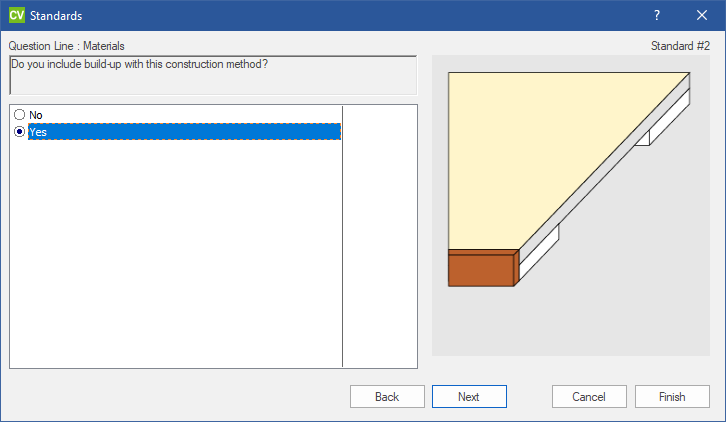 CV Standards
Question Line : Materials
Standard #2
Do you include build-up with this construction method?
No
Yes
Back
Next
Cancel
Finish